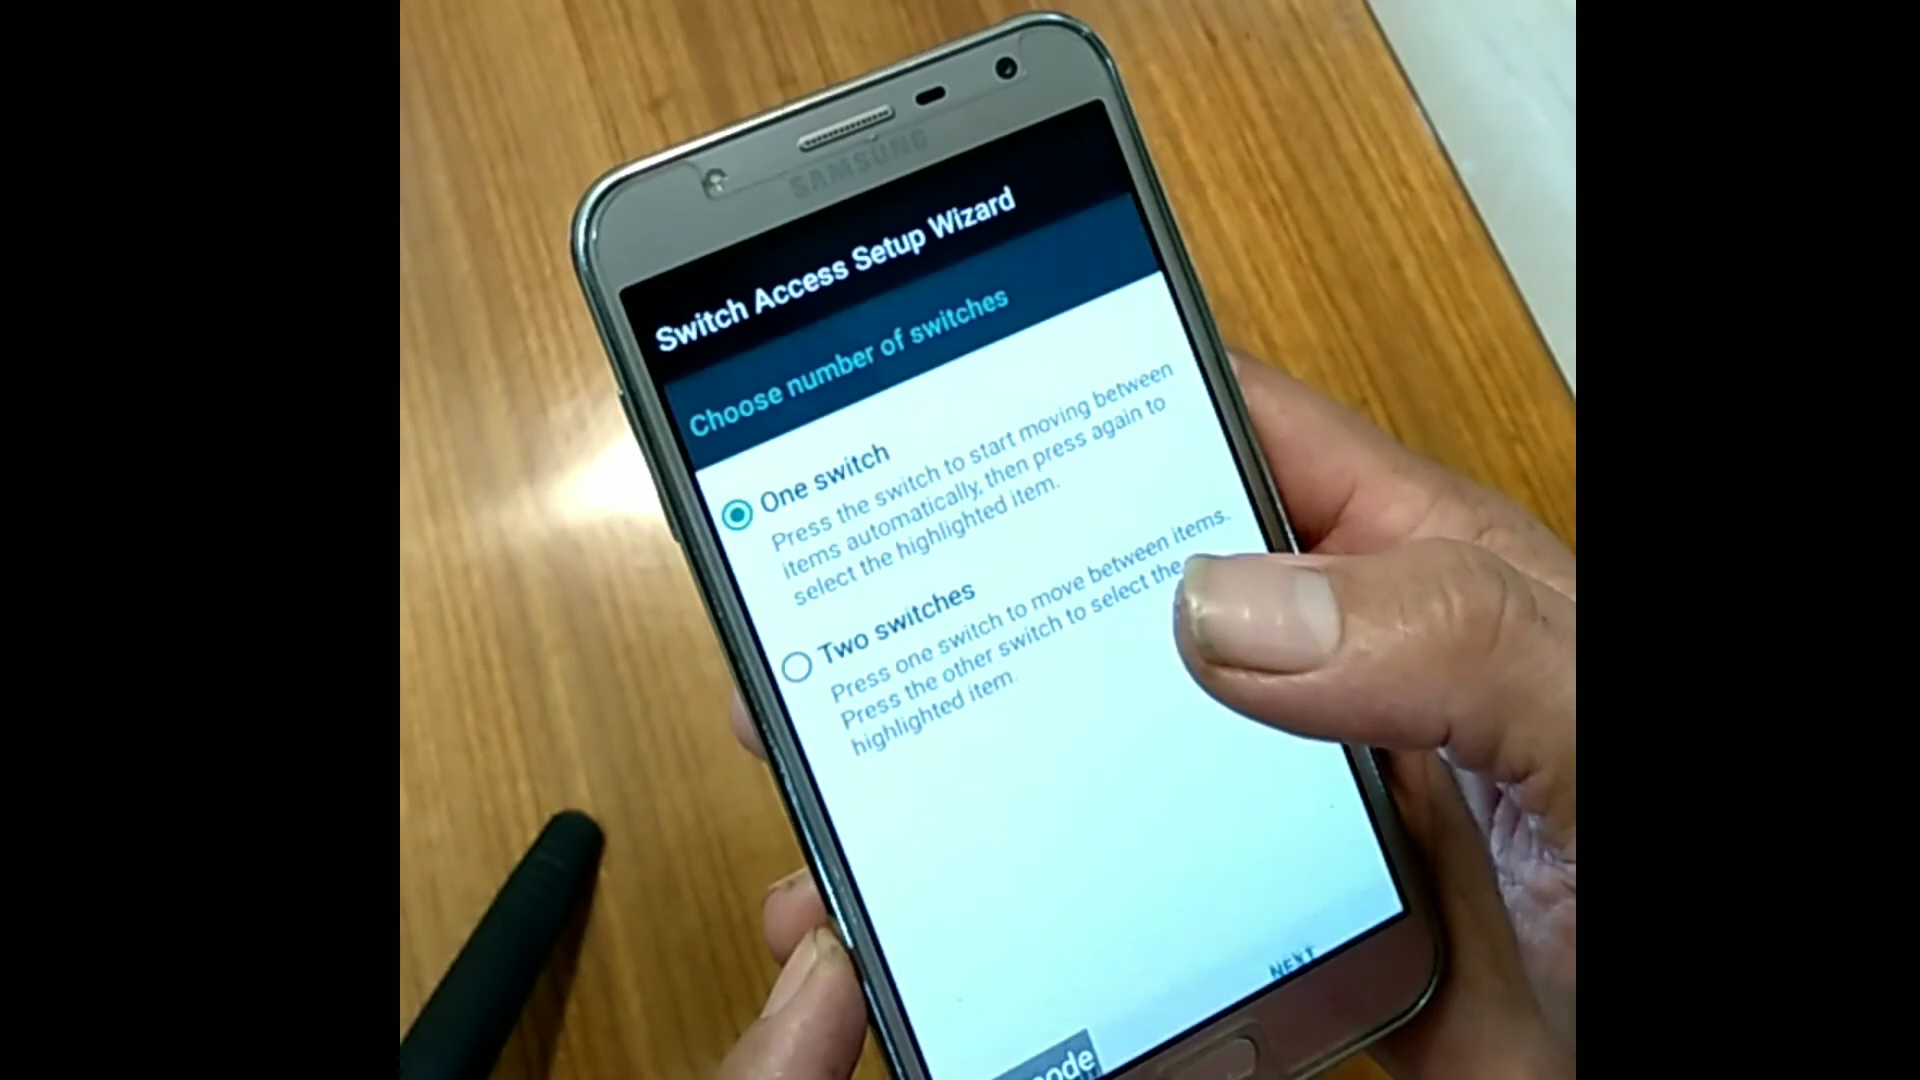 SAMSUNG
Switch Access Setup Wizard
Choose number of switches
One switch
Press the switch to start moving between
items automatically, then press again to
select the highlighted item.
Two switches
Press one switch to move between items.
Press the other switch to select the
highlighted item.
NEXT